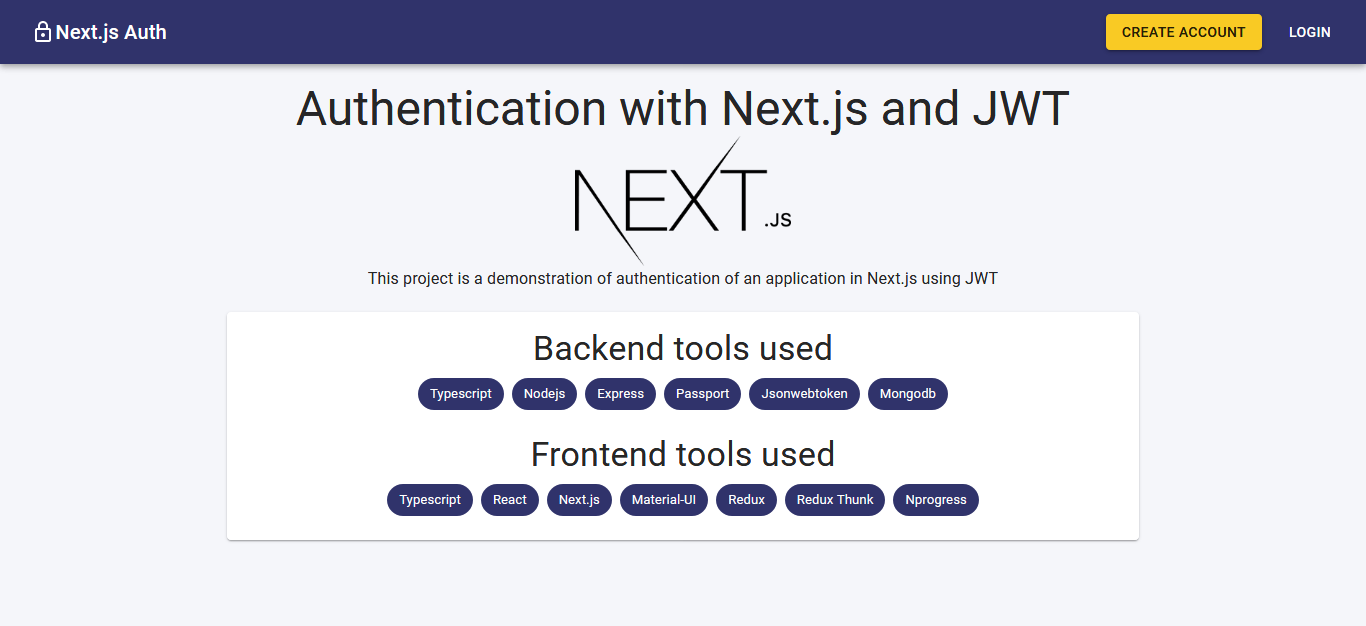 Next.js Auth CREATE ACCOUNT LOGIN
Authentication with Next.js and JWT
NEXT.JS
This project is a demonstration of authentication of an application in Next.js using JWT
Backend tools used
Typescript Nodejs Express Passport Jsonwebtoken Mongodb
Frontend tools used
Typescript React Next.js Material-UI Redux Redux Thunk Nprogress